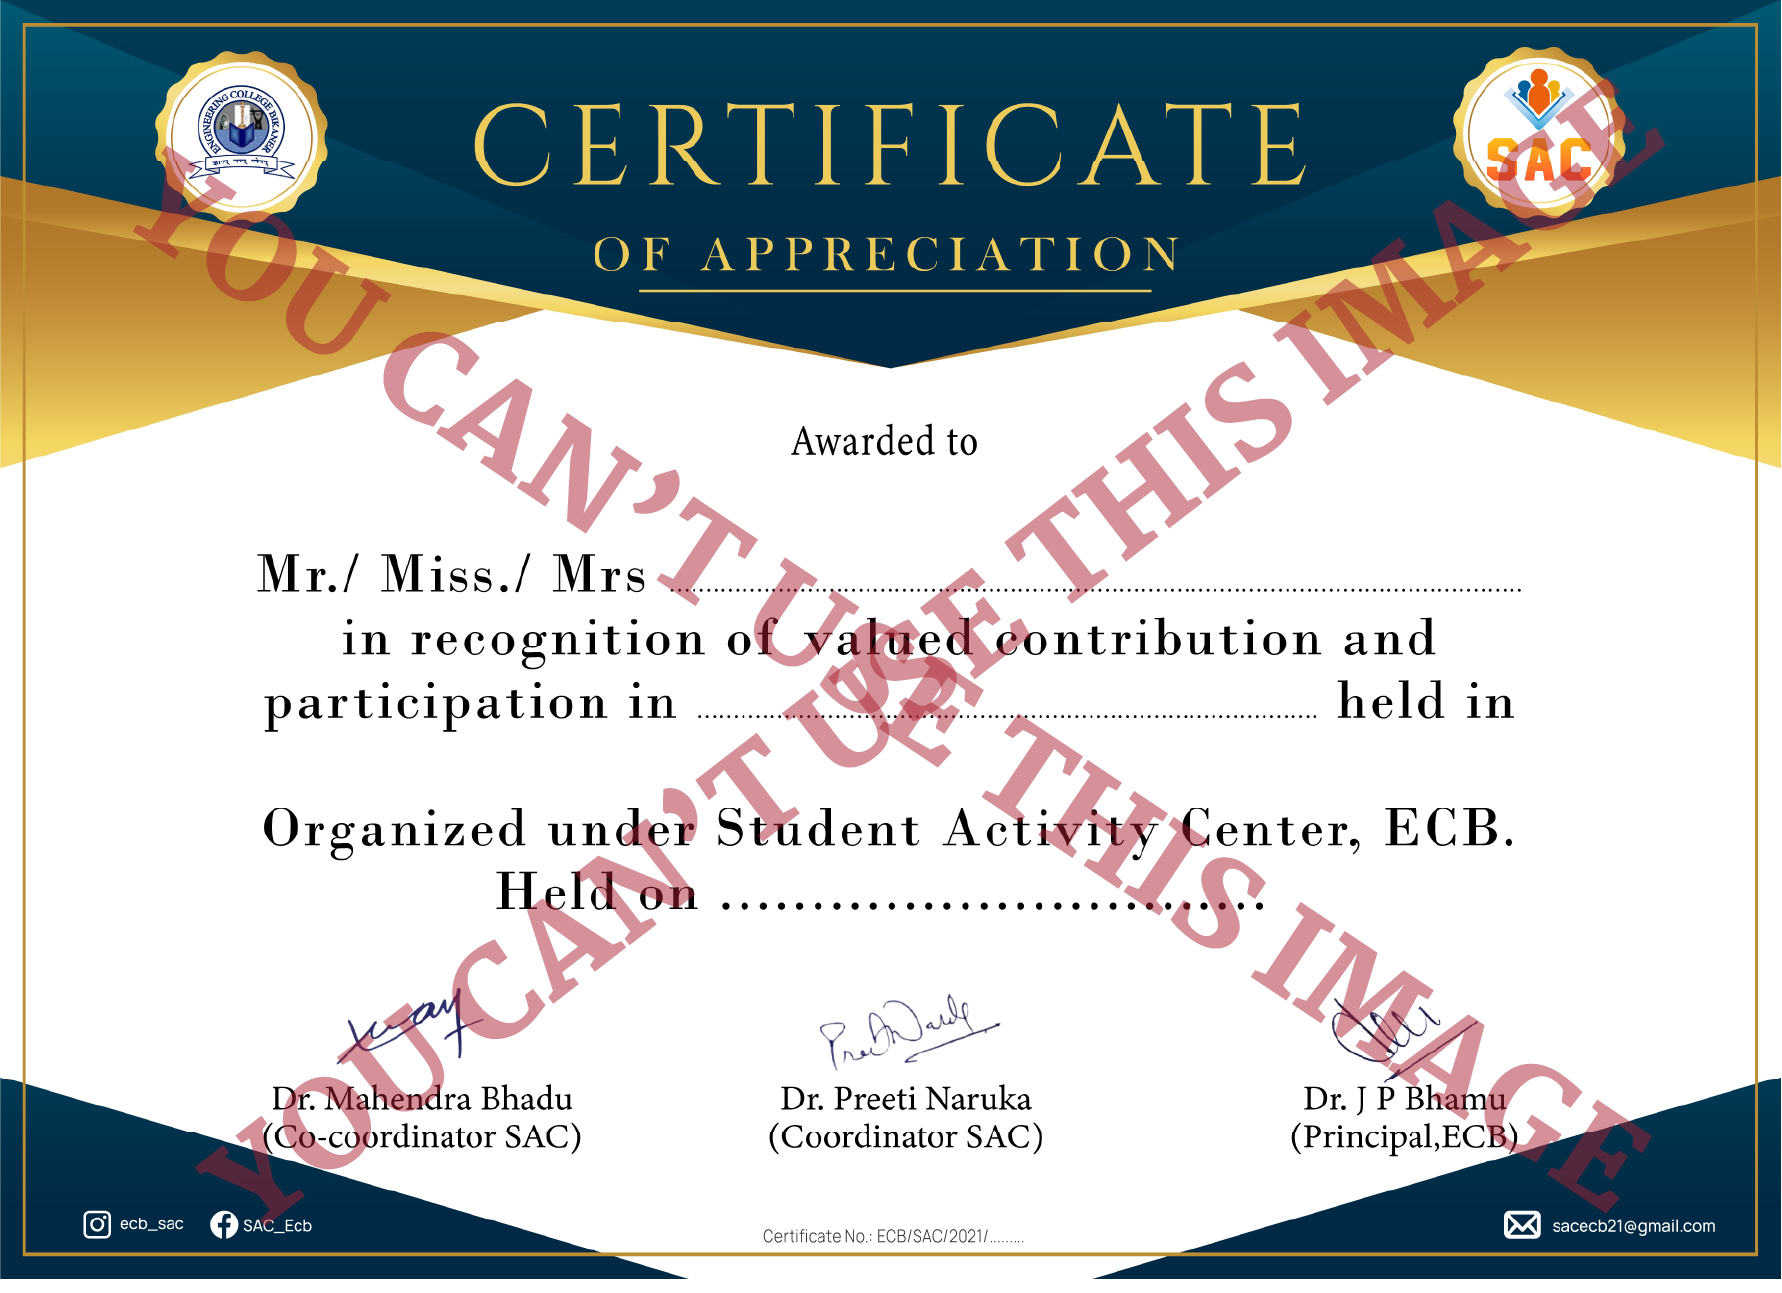 ENGINEERING COLLEGE BIKANER
SAC
CERTIFICATE
OF APPRECIATION
YOU CAN'T USE THIS IMAGE
YOU CAN'T USE THIS IMAGE
Awarded to
Mr./ Miss./ Mrs ........................................
in recognition of valued contribution and
participation in ........................................ held in
Organized under Student Activity Center, ECB.
Held on ..............................
Dr. Mahendra Bhadu
(Co-coordinator SAC)
Dr. Preeti Naruka
(Coordinator SAC)
Dr. J P Bhamu
(Principal,ECB)
ecb_sac
SAC_Ecb
Certificate No.: ECB/SAC/2021/.........
sacecb21@gmail.com